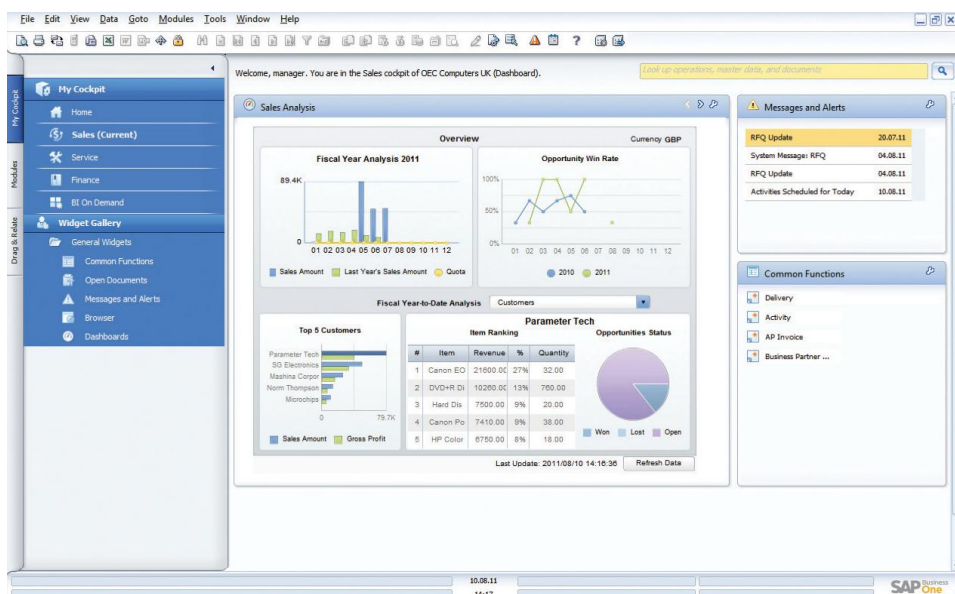 File Edit View Data Goto Modules Tools Window Help
My Cockpit
Modules
Drag & Relate
My Cockpit
Home
Sales (Current)
Service
Finance
BI On Demand
Widget Gallery
General Widgets
Common Functions
Open Documents
Messages and Alerts
Browser
Dashboards
Welcome, manager. You are in the Sales cockpit of OEC Computers UK (Dashboard).
Look up operations, master data, and documents
Sales Analysis
Overview
Currency GBP
Fiscal Year Analysis 2011
89.4K
0
01 02 03 04 05 06 07 08 09 10 11 12
Sales Amount Last Year's Sales Amount Quota
Opportunity Win Rate
100%
50%
0%
01 02 03 04 05 06 07 08 09 10 11 12
2010 2011
Fiscal Year-to-Date Analysis Customers
Top 5 Customers
Parameter Tech
SG Electronics
Mashina Corpor
Norm Thompson
Microchips
0 79.7K
Sales Amount Gross Profit
Parameter Tech
Item Ranking
# Item Revenue % Quantity
1 Canon EO 21600.00 27% 32.00
2 DVD+R Di 10260.00 13% 760.00
3 Hard Dis 7500.00 9% 20.00
4 Canon Po 7410.00 9% 38.00
5 HP Color 6750.00 8% 18.00
Opportunities Status
Won Lost Open
Last Update: 2011/08/10 14:16:36 Refresh Data
Messages and Alerts
RFQ Update 20.07.11
System Message: RFQ 04.08.11
RFQ Update 04.08.11
Activities Scheduled for Today 10.08.11
Common Functions
Delivery
Activity
AP Invoice
Business Partner ...
10.08.11
14:17
SAP Business One